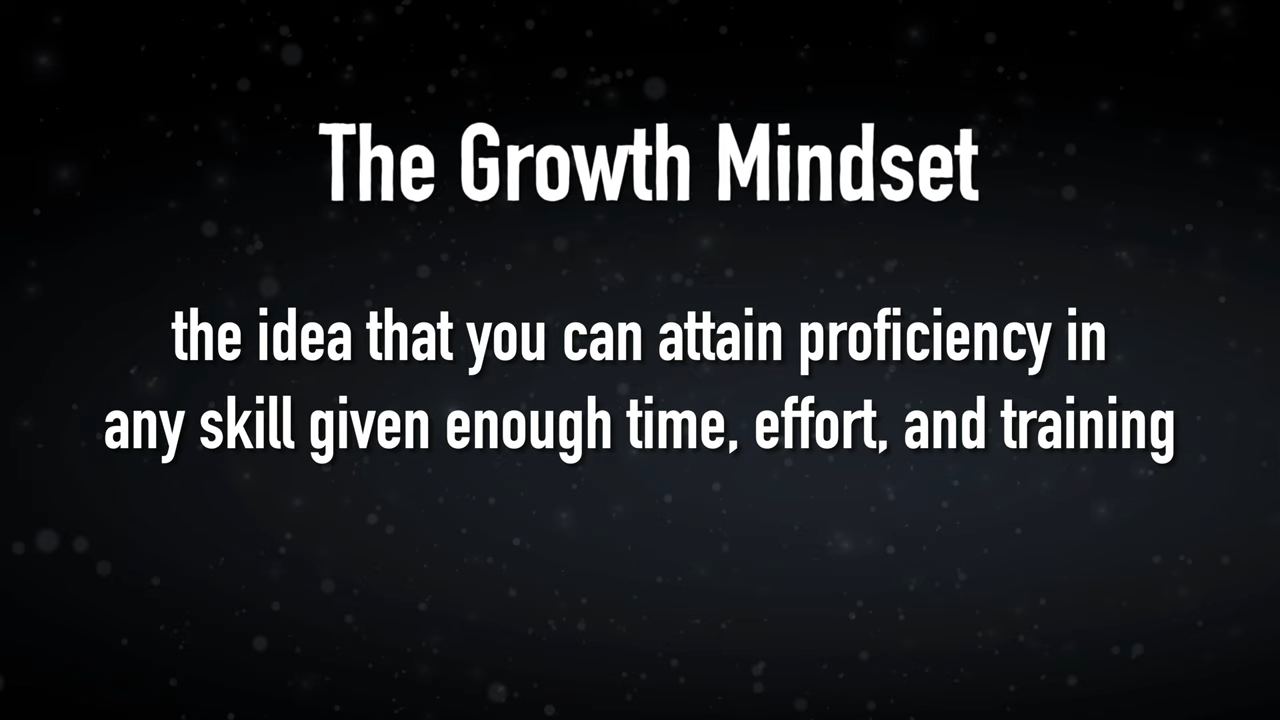 The Growth Mindset
the idea that you can attain proficiency in
any skill given enough time, effort, and training